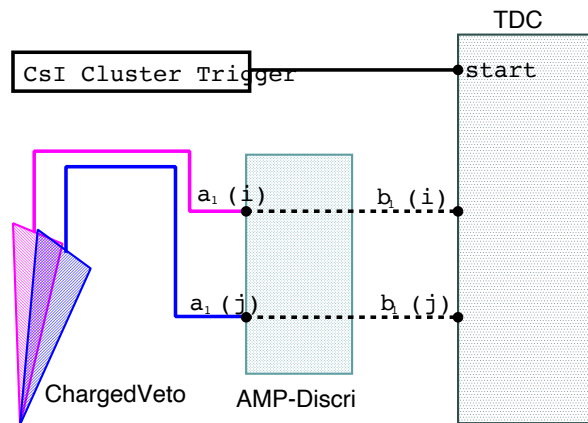 TDC
CsI Cluster Trigger
start
a₁ (i)
b₁ (i)
a₁ (j)
b₁ (j)
ChargedVeto
AMP-Discri